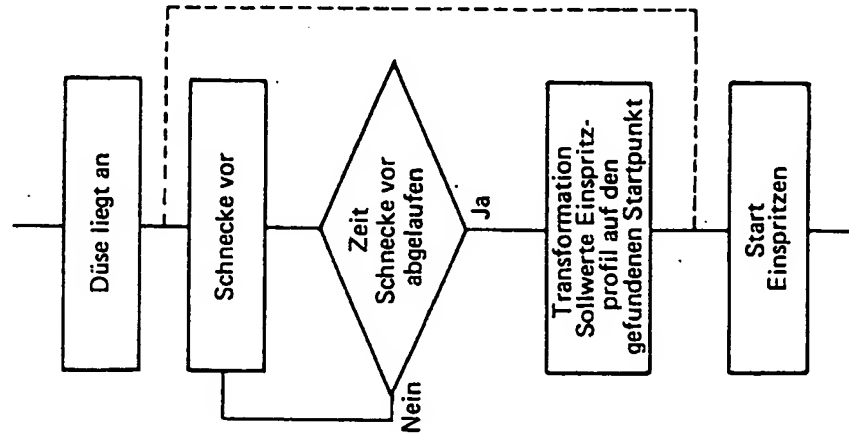 Düse liegt an
Schnecke vor
Zeit
Schnecke vor
abgelaufen
Nein
Ja
Transformation
Sollwerte Einspritz-
profil auf den
gefundenen Startpunkt
Start
Einspritzen